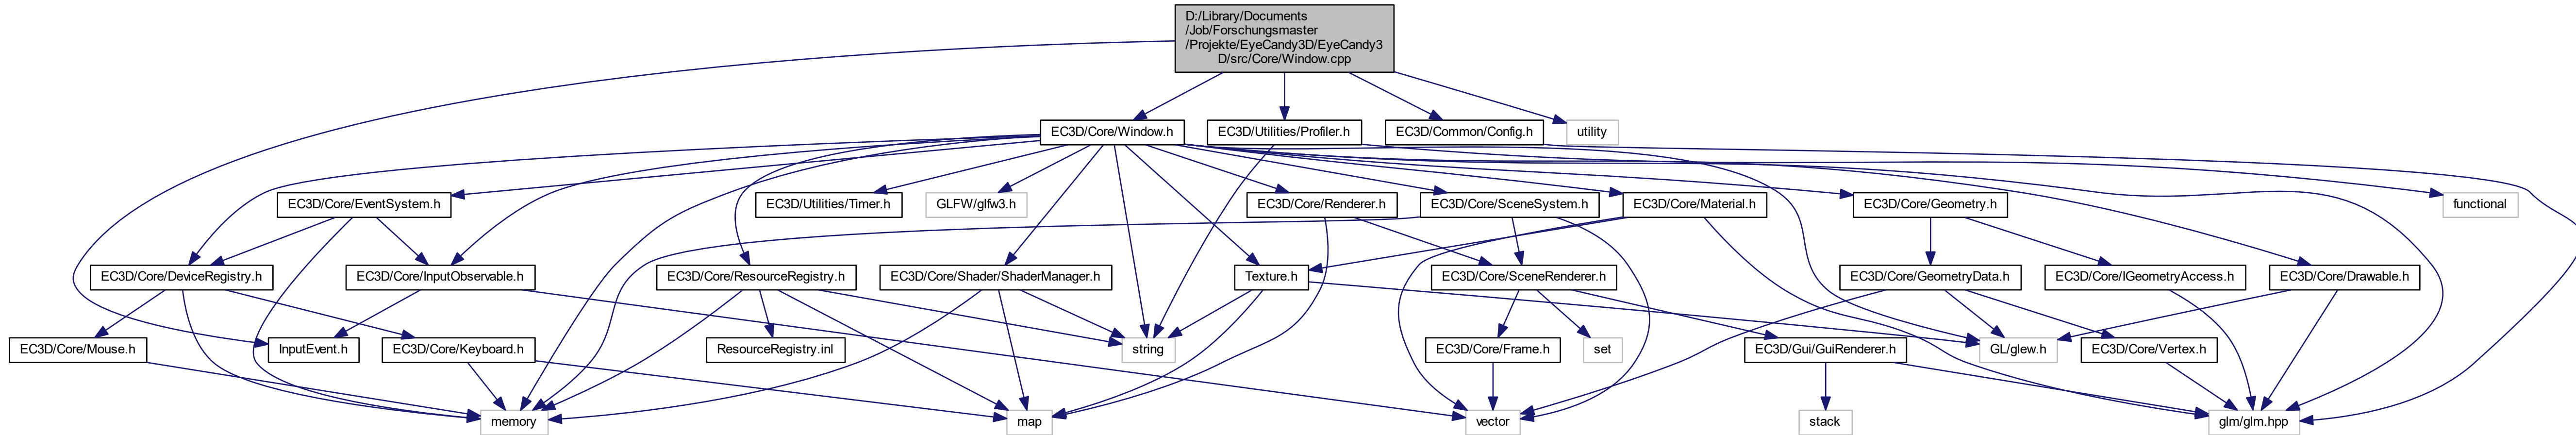 D:/Library/Documents
/Job/Forschungsmaster
/Projekte/EyeCandy3D/EyeCandy3
D/src/Core/Window.cpp
EC3D/Core/Window.h
EC3D/Utilities/Profiler.h
EC3D/Common/Config.h
utility
EC3D/Core/EventSystem.h
EC3D/Utilities/Timer.h
GLFW/glfw3.h
EC3D/Core/Renderer.h
EC3D/Core/SceneSystem.h
EC3D/Core/Material.h
EC3D/Core/Geometry.h
functional
EC3D/Core/DeviceRegistry.h
EC3D/Core/InputObservable.h
EC3D/Core/ResourceRegistry.h
EC3D/Core/Shader/ShaderManager.h
Texture.h
EC3D/Core/SceneRenderer.h
EC3D/Core/GeometryData.h
EC3D/Core/IGeometryAccess.h
EC3D/Core/Drawable.h
EC3D/Core/Mouse.h
InputEvent.h
EC3D/Core/Keyboard.h
ResourceRegistry.inl
string
EC3D/Core/Frame.h
set
EC3D/Gui/GuiRenderer.h
GL/glew.h
EC3D/Core/Vertex.h
memory
map
vector
stack
glm/glm.hpp